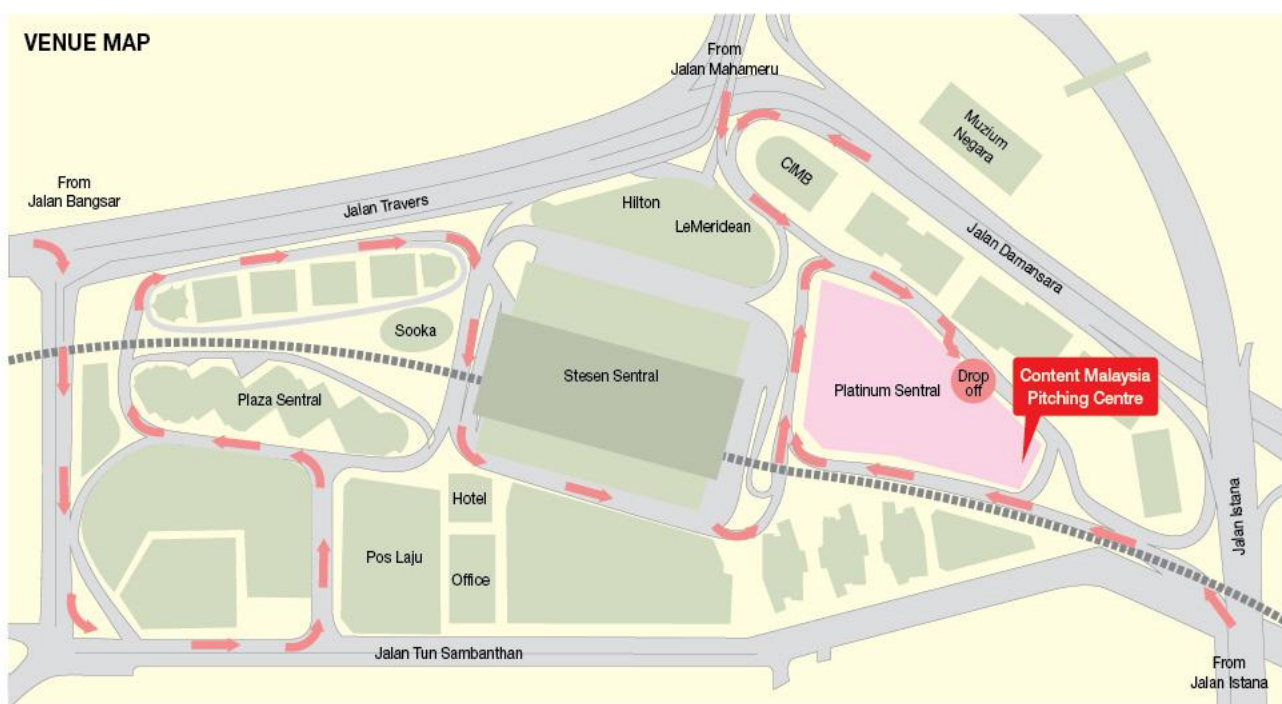 VENUE MAP
From
Jalan Mahameru
Muzium
Negara
From
Jalan Bangsar
Jalan Travers
CIMB
Hilton
LeMeridean
Jalan Damansara
Sooka
Stesen Sentral
Platinum Sentral
Drop
off
Content Malaysia
Pitching Centre
Plaza Sentral
Hotel
Pos Laju
Office
Jalan Istana
Jalan Tun Sambanthan
From
Jalan Istana